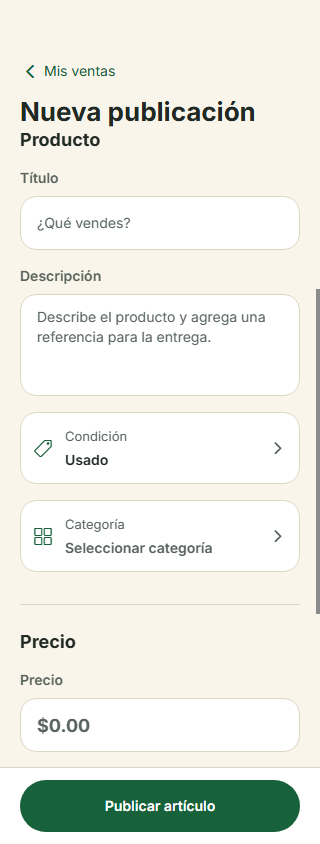 Mis ventas
Nueva publicación
Producto
Título
¿Qué vendes?
Descripción
Describe el producto y agrega una
referencia para la entrega.
Condición
Usado
Categoría
Seleccionar categoría
Precio
Precio
$0.00
Publicar artículo